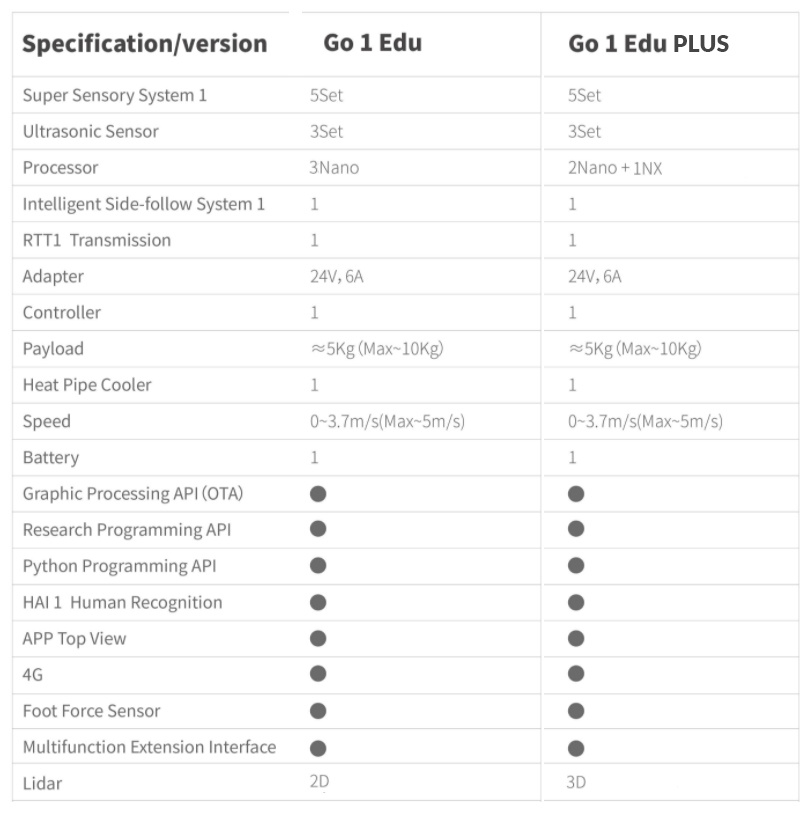 Specification/version Go 1 Edu Go 1 Edu PLUS
Super Sensory System 1 5Set 5Set
Ultrasonic Sensor 3Set 3Set
Processor 3Nano 2Nano + 1NX
Intelligent Side-follow System 1 1 1
RTT1 Transmission 1 1
Adapter 24V, 6A 24V, 6A
Controller 1 1
Payload ≈5Kg (Max~10Kg) ≈5Kg (Max~10Kg)
Heat Pipe Cooler 1 1
Speed 0~3.7m/s(Max~5m/s) 0~3.7m/s(Max~5m/s)
Battery 1 1
Graphic Processing API (OTA) ● ●
Research Programming API ● ●
Python Programming API ● ●
HAI 1 Human Recognition ● ●
APP Top View ● ●
4G ● ●
Foot Force Sensor ● ●
Multifunction Extension Interface ● ●
Lidar 2D 3D